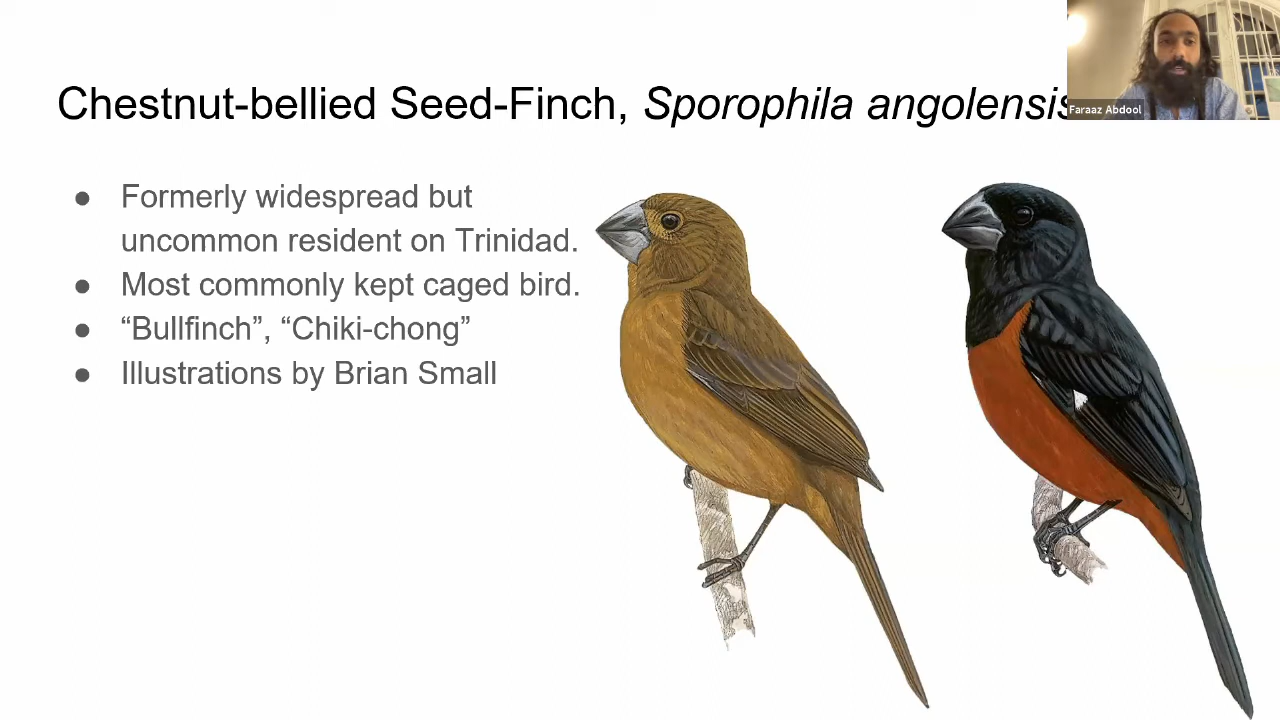 Chestnut-bellied Seed-Finch, Sporophila angolensis
Faraaz Abdool
● Formerly widespread but
uncommon resident on Trinidad.
● Most commonly kept caged bird.
● “Bullfinch”, “Chiki-chong”
● Illustrations by Brian Small